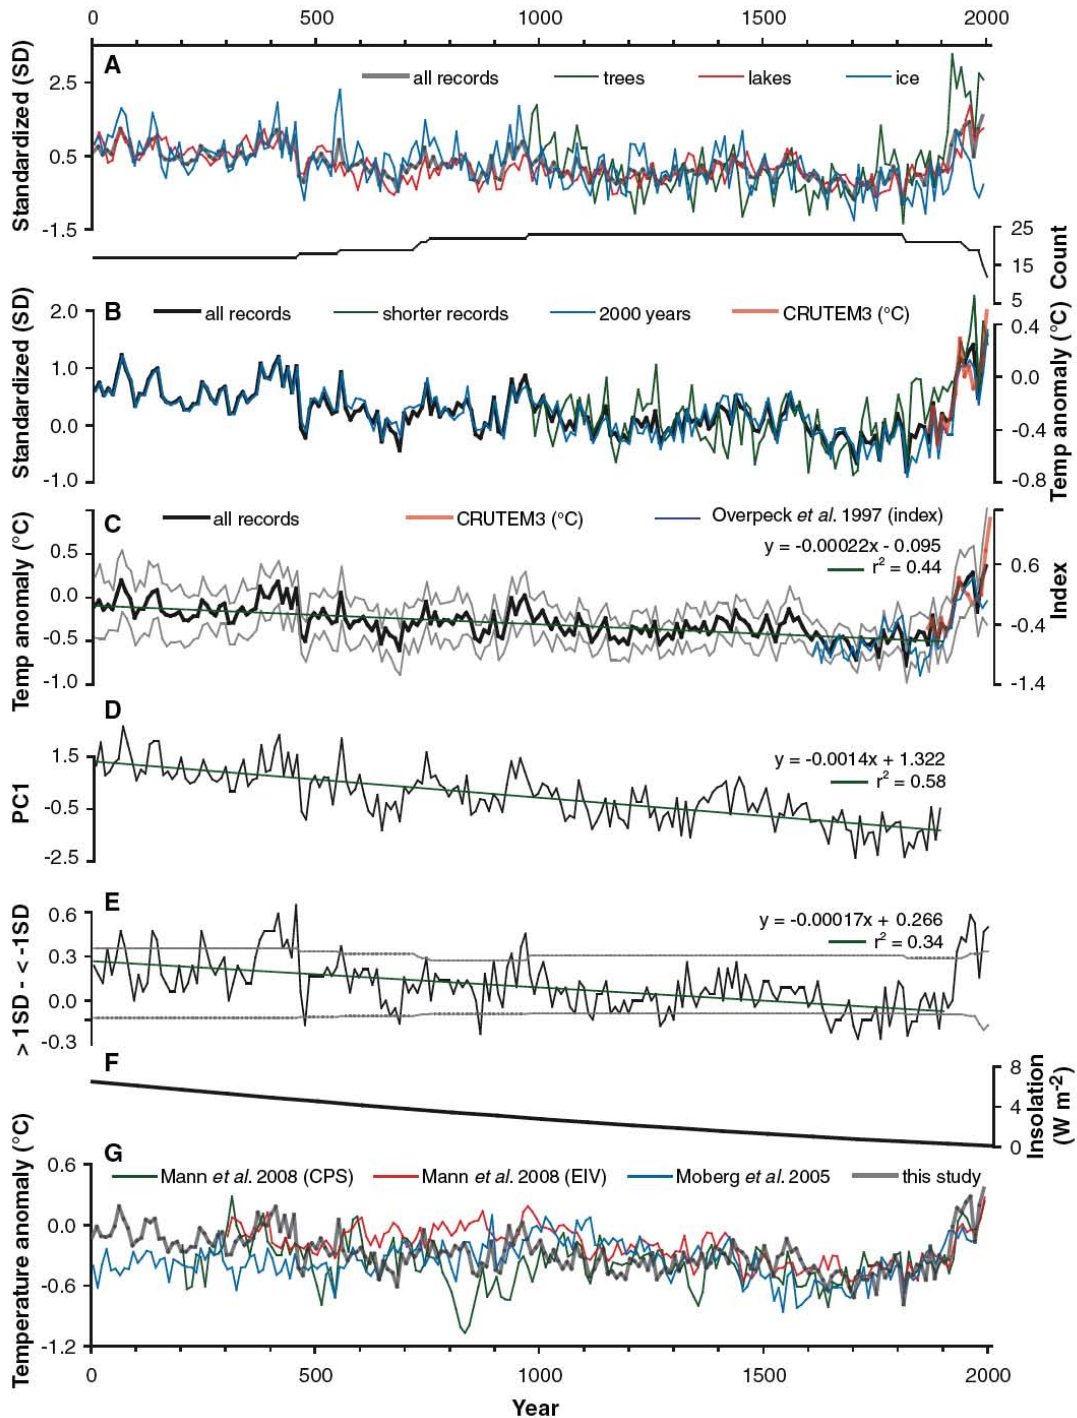 0 500 1000 1500 2000
A
all records trees lakes ice
Standardized (SD)
2.5
0.5
-1.5
25
15
5
Count
B
all records shorter records 2000 years CRUTEM3 (°C)
Standardized (SD)
2.0
1.0
0.0
-1.0
0.4
0.0
-0.4
-0.8
Temp anomaly (°C)
C
all records CRUTEM3 (°C) Overpeck et al. 1997 (index)
y = -0.00022x - 0.095
r2 = 0.44
Temp anomaly (°C)
0.5
0.0
-0.5
-1.0
0.6
-0.4
-1.4
Index
D
y = -0.0014x + 1.322
r2 = 0.58
PC1
1.5
-0.5
-2.5
E
y = -0.00017x + 0.266
r2 = 0.34
> 1SD - < -1SD
0.6
0.3
0.0
-0.3
F
8
4
0
Insolation
(W m-2)
G
Mann et al. 2008 (CPS) Mann et al. 2008 (EIV) Moberg et al. 2005 this study
Temperature anomaly (°C)
0.6
0.0
-0.6
-1.2
0 500 1000 1500 2000
Year